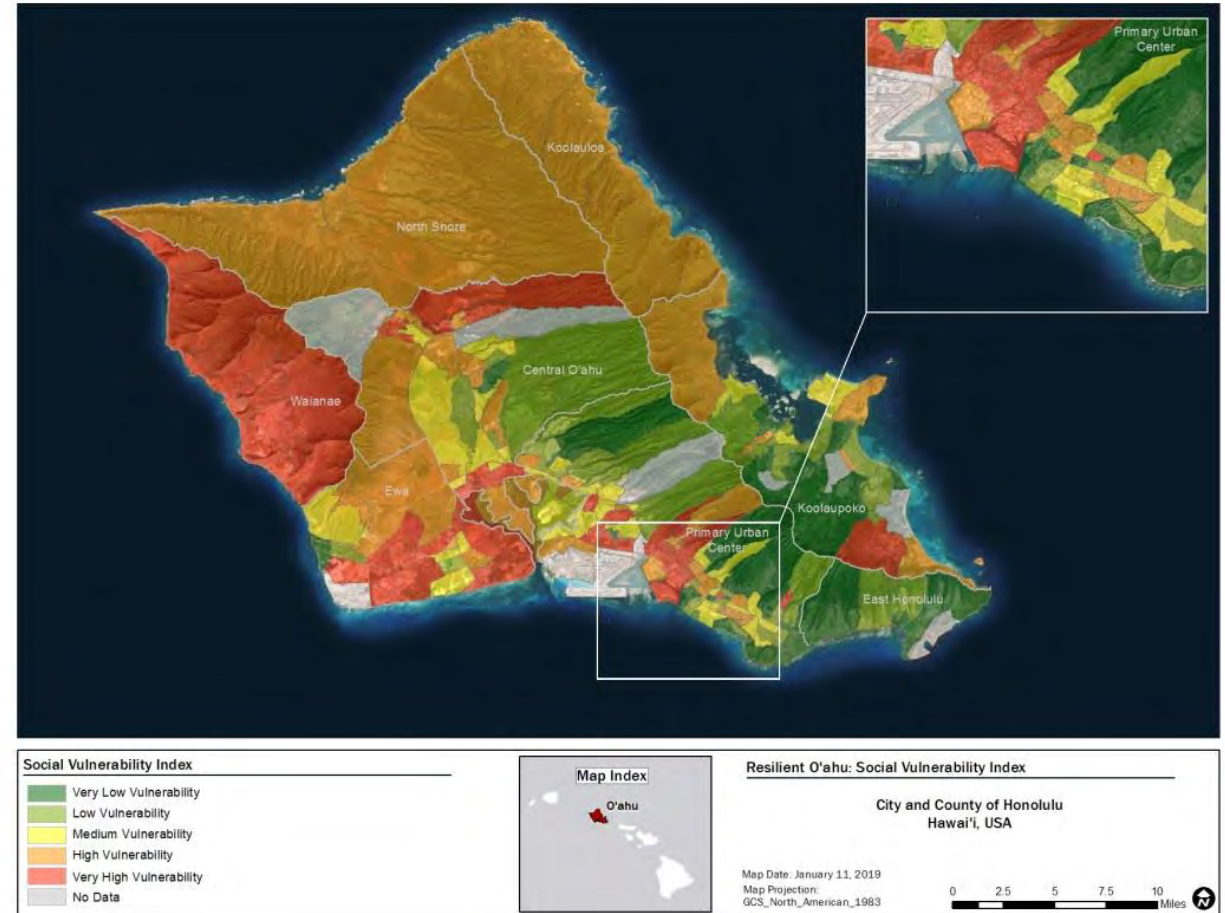 Primary Urban
Center
Koolauloa
North Shore
Central O'ahu
Waianae
Ewa
Koolaupoko
Primary Urban
Center
East Honolulu
Social Vulnerability Index
Very Low Vulnerability
Low Vulnerability
Medium Vulnerability
High Vulnerability
Very High Vulnerability
No Data
Map Index
O'ahu
Resilient O'ahu: Social Vulnerability Index
City and County of Honolulu
Hawai'i, USA
Map Date: January 11, 2019
Map Projection:
GCS_North_American_1983
0 2.5 5 7.5 10
Miles
N